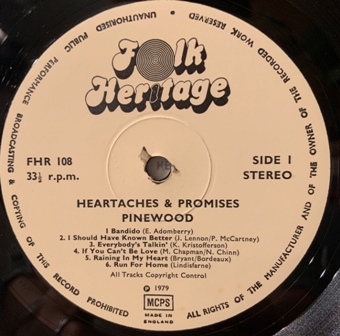 Folk
Heritage
FHR 108
33⅓ r.p.m.
SIDE 1
STEREO
HEARTACHES & PROMISES
PINEWOOD
1 Bandido (E. Adomberry)
2. I Should Have Known Better (J. Lennon/P. McCartney)
3. Everybody's Talkin' (K. Kristofferson)
4. If You Can't Be Love (M. Chapman/N. Chinn)
5. Raining In My Heart (Bryant/Bordeaux)
6. Run For Home (Lindisfarne)
All Tracks Copyright Control
℗ 1979
MCPS
MADE IN
ENGLAND
ALL RIGHTS OF THE MANUFACTURER AND OF THE OWNER OF THE RECORDED WORK RESERVED
UNAUTHORISED PUBLIC PERFORMANCE BROADCASTING & COPYING OF THIS RECORD PROHIBITED